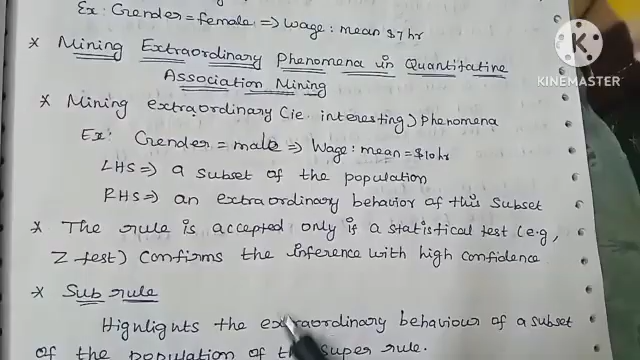 Ex: Gender = female => Wage: mean $7 hr
* Mining Extraordinary Phenomena in Quantitative
Association Mining
* Mining extraordinary (ie. interesting) Phenomena
Ex: Gender = male => Wage: mean = $10 hr
LHS => a subset of the population
RHS => an extraordinary behavior of this subset
* The rule is accepted only if a statistical test (e.g,
Z test) confirms the inference with high confidence
* Sub rule
Highlights the extraordinary behaviour of a subset
of the population of the super rule.
KINEMASTER